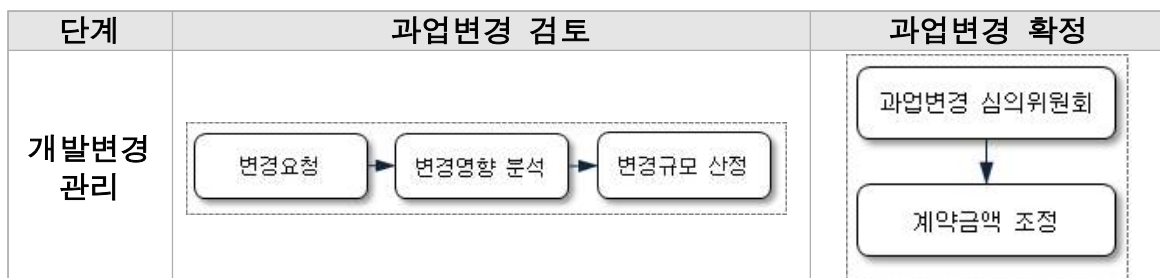 단계
과업변경 검토
과업변경 확정
개발변경
관리
변경요청
변경영향 분석
변경규모 산정
과업변경 심의위원회
계약금액 조정